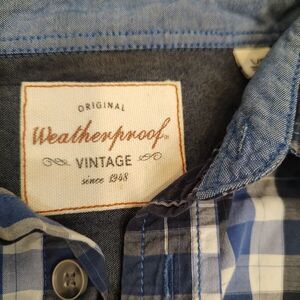 ORIGINAL
Weatherproof®
VINTAGE
since 1948